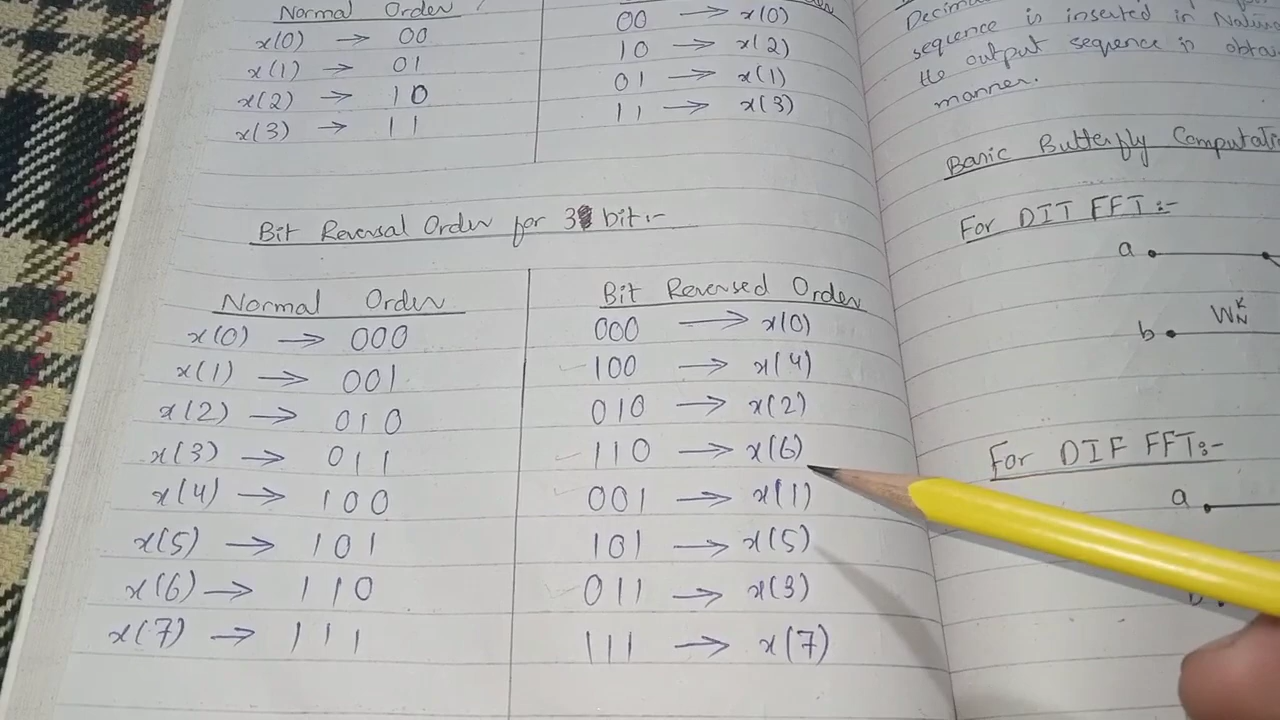 Normal Order
x(0) → 00
x(1) → 01
x(2) → 10
x(3) → 11
00 → x(0)
10 → x(2)
01 → x(1)
11 → x(3)
Bit Reversal Order for 3 bit:-
Normal Order
x(0) → 000
x(1) → 001
x(2) → 010
x(3) → 011
x(4) → 100
x(5) → 101
x(6) → 110
x(7) → 111
Bit Reversed Order
000 → x(0)
100 → x(4)
010 → x(2)
110 → x(6)
001 → x(1)
101 → x(5)
011 → x(3)
111 → x(7)
sequence is inserted in
the output sequence is
manner.
Basic Butterfly
For DIT FFT:-
a
b W_N^K
For DIF FFT:-
a